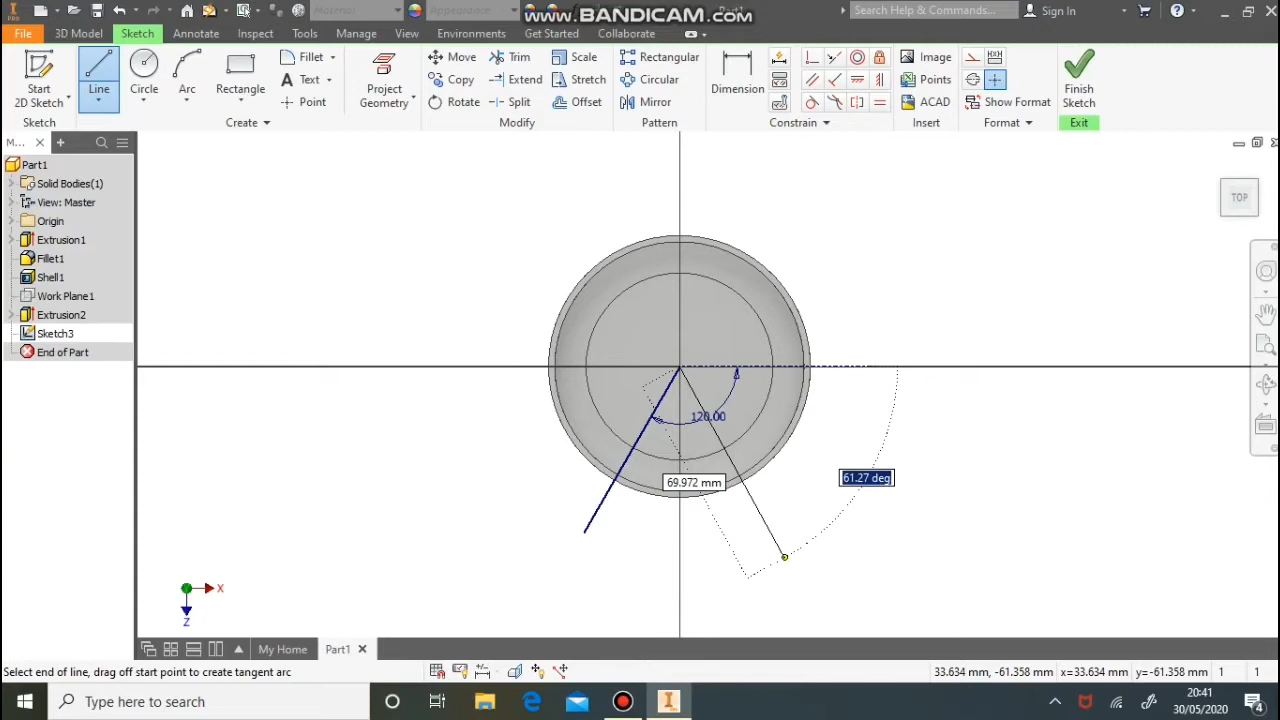 Material Appearance Part1 Search Help & Commands... Sign In
www.BANDICAM.com
PRO
File 3D Model Sketch Annotate Inspect Tools Manage View Environments Get Started Collaborate
Start 2D Sketch Line Circle Arc Rectangle Fillet Text Point
Project Geometry
Move Trim Scale
Copy Extend Stretch
Rotate Split Offset
Rectangular
Circular
Mirror
Dimension
Image
Points
ACAD
Show Format
Finish Sketch
Sketch Create Modify Pattern Constrain Insert Format Exit
M...
Part1
Solid Bodies(1)
View: Master
Origin
Extrusion1
Fillet1
Shell1
Work Plane1
Extrusion2
Sketch3
End of Part
TOP
120.00
69.972 mm
61.27 deg
X
Z
My Home Part1
Select end of line, drag off start point to create tangent arc
33.634 mm, -61.358 mm x=33.634 mm y=-61.358 mm 1 1
Type here to search
20:41
30/05/2020
4